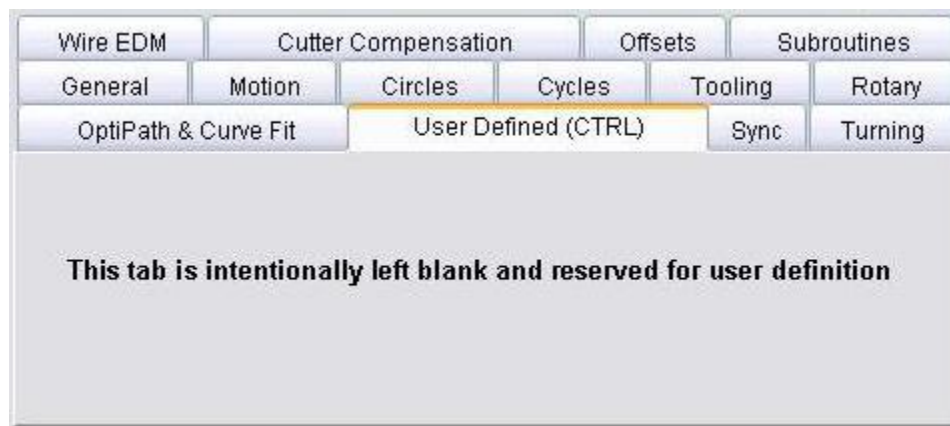 Wire EDM Cutter Compensation Offsets Subroutines
General Motion Circles Cycles Tooling Rotary
OptiPath & Curve Fit User Defined (CTRL) Sync Turning
This tab is intentionally left blank and reserved for user definition